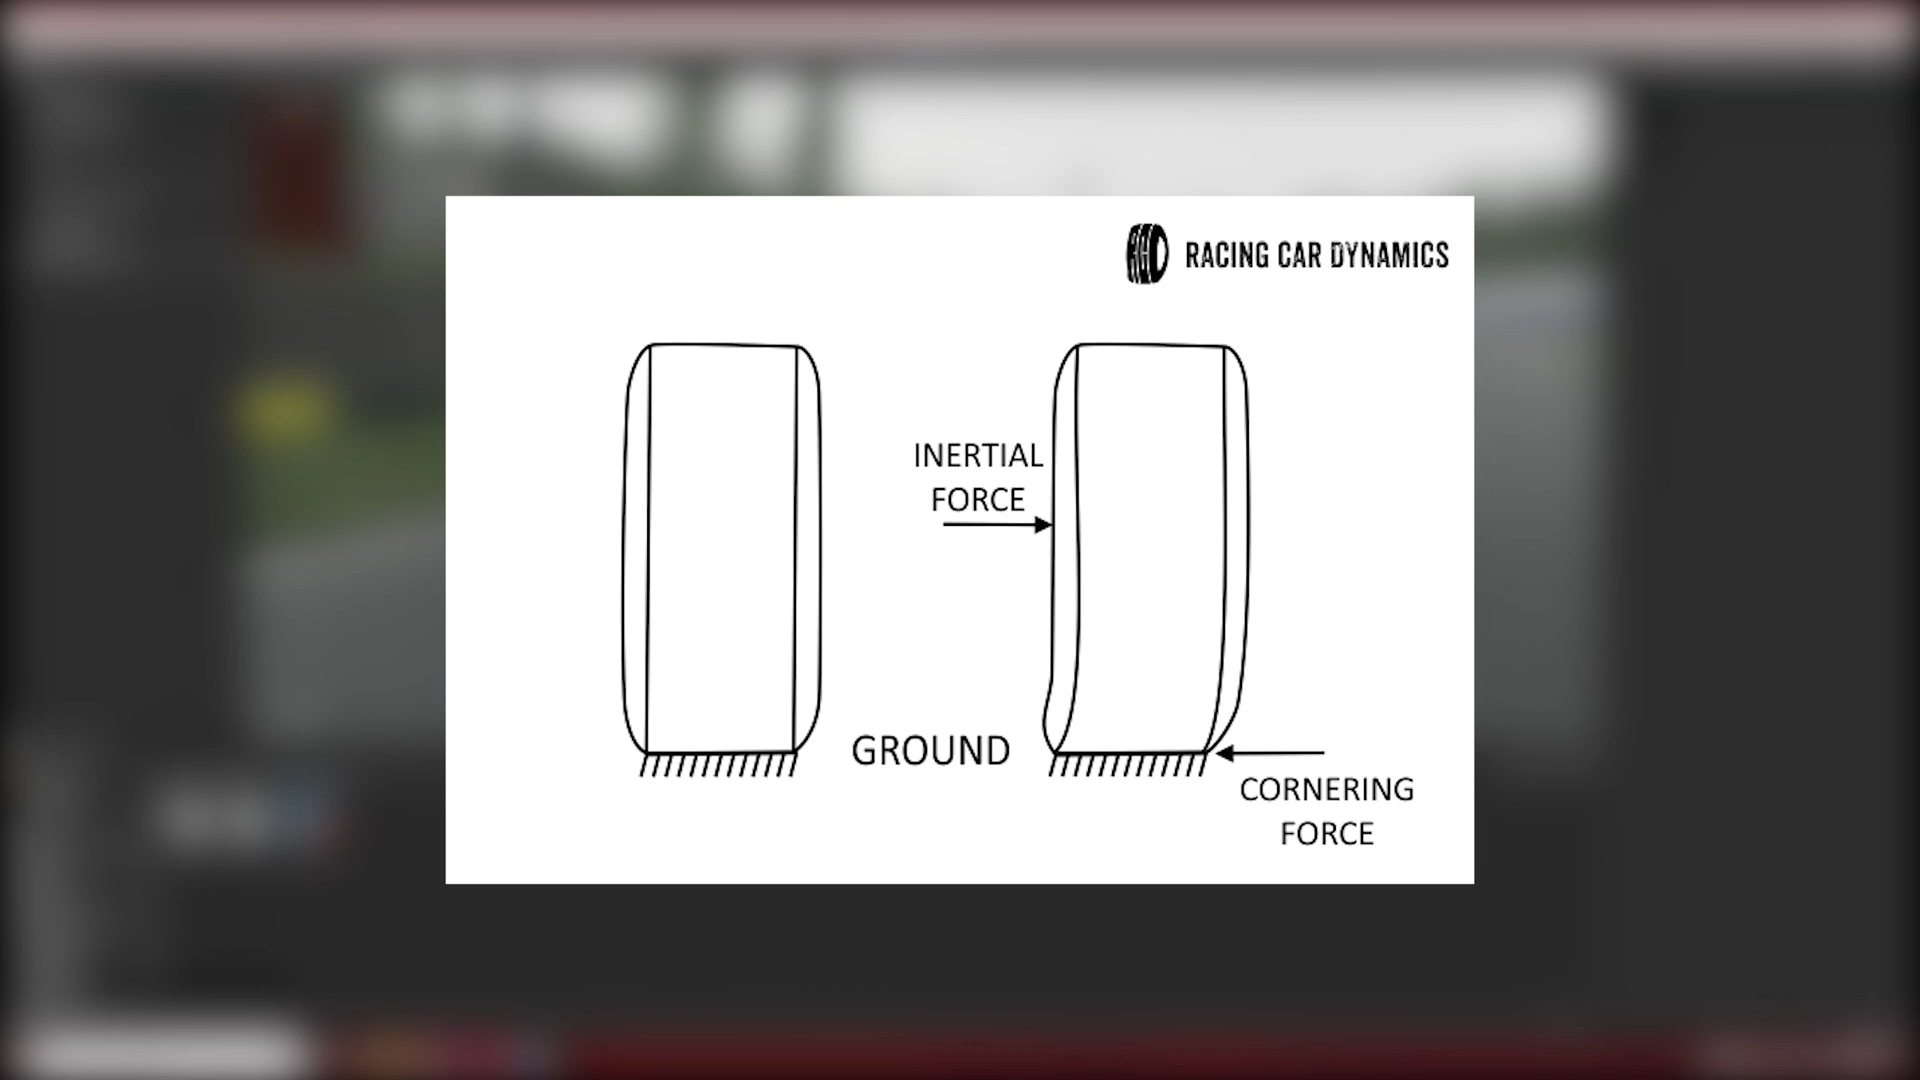 RACING CAR DYNAMICS
INERTIAL
FORCE
GROUND
CORNERING
FORCE